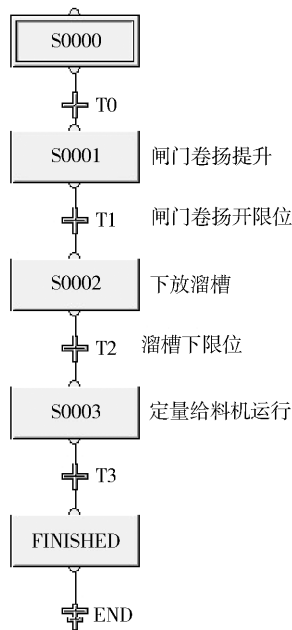 S0000
T0
S0001 闸门卷扬提升
T1 闸门卷扬开限位
S0002 下放溜槽
T2 溜槽下限位
S0003 定量给料机运行
T3
FINISHED
END